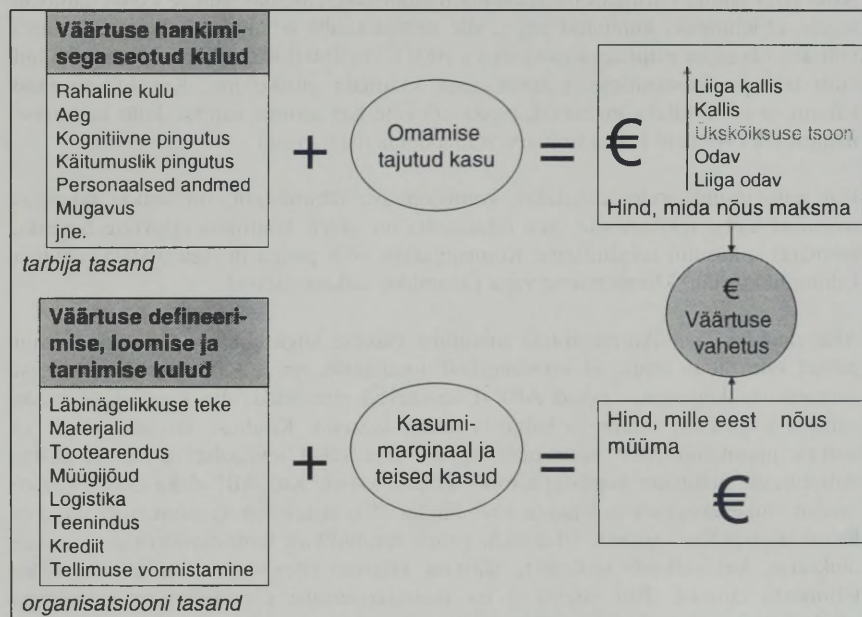 Väärtuse hankimi-
sega seotud kulud
Rahaline kulu
Aeg
Kognitiivne pingutus
Käitumuslik pingutus
Personaalsed andmed
Mugavus
jne.
tarbija tasand
+
Omamise
tajutud kasu
=
€
Liiga kallis
Kallis
Ükskõiksuse tsoon
Odav
Liiga odav
Hind, mida nõus maksma
€
Väärtuse
vahetus
Väärtuse defineeri-
mise, loomise ja
tarnimise kulud
Läbinägelikkuse teke
Materjalid
Tootearendus
Müügijõud
Logistika
Teenindus
Krediit
Tellimuse vormistamine
organisatsiooni tasand
+
Kasumi-
marginaal ja
teised kasud
=
Hind, mille eest nõus
müüma
€